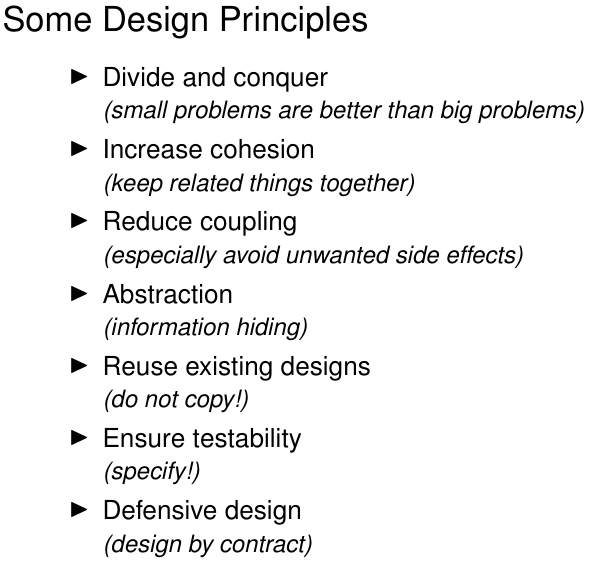 Some Design Principles
► Divide and conquer
(small problems are better than big problems)
► Increase cohesion
(keep related things together)
► Reduce coupling
(especially avoid unwanted side effects)
► Abstraction
(information hiding)
► Reuse existing designs
(do not copy!)
► Ensure testability
(specify!)
► Defensive design
(design by contract)